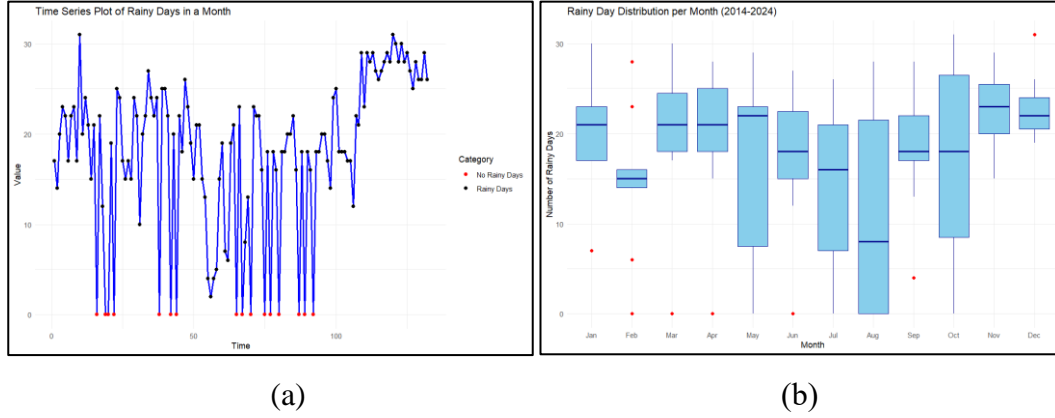 Time Series Plot of Rainy Days in a Month
Value
30
20
10
0
0
50
100
Time
Category
No Rainy Days
Rainy Days
(a)
Rainy Day Distribution per Month (2014-2024)
Number of Rainy Days
30
20
10
0
Jan Feb Mar Apr May Jun Jul Aug Sep Oct Nov Dec
Month
(b)